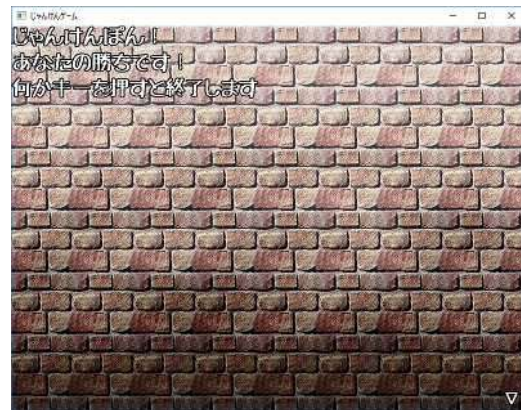 じゃんけんゲーム
じゃんけんぽん！
あなたの勝ちです！
何かキーを押すと終了します
▽